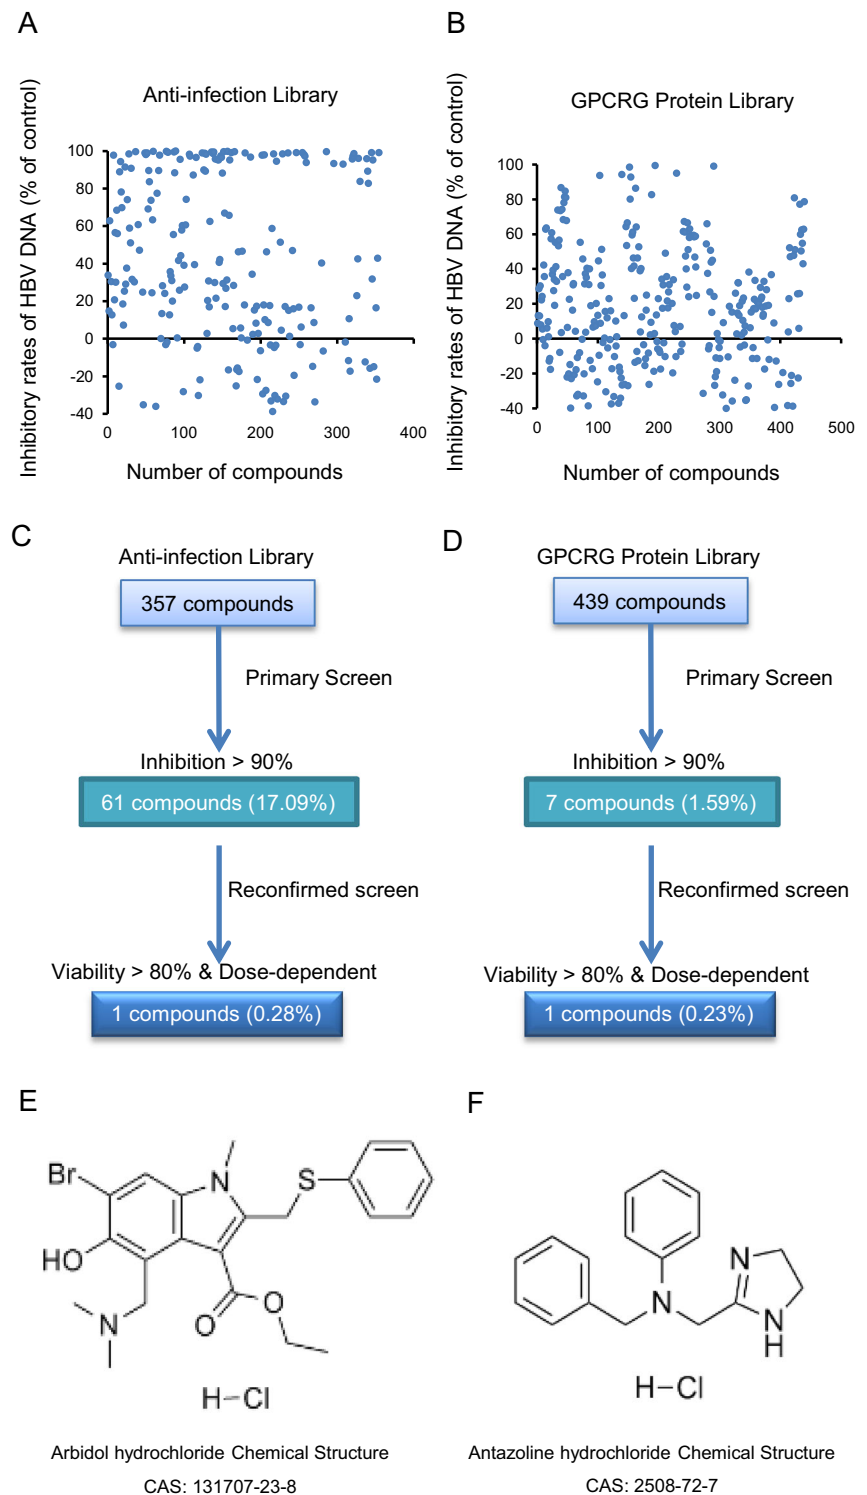 A
Anti-infection Library
Inhibitory rates of HBV DNA (% of control)
100
80
60
40
20
0
-20
-40
0 100 200 300 400
Number of compounds
B
GPCRG Protein Library
Inhibitory rates of HBV DNA (% of control)
100
80
60
40
20
0
-20
-40
0 100 200 300 400 500
Number of compounds
C
Anti-infection Library
357 compounds
Primary Screen
Inhibition > 90%
61 compounds (17.09%)
Reconfirmed screen
Viability > 80% & Dose-dependent
1 compounds (0.28%)
D
GPCRG Protein Library
439 compounds
Primary Screen
Inhibition > 90%
7 compounds (1.59%)
Reconfirmed screen
Viability > 80% & Dose-dependent
1 compounds (0.23%)
E
Br
N
S
HO
O
O
N
H-Cl
Arbidol hydrochloride Chemical Structure
CAS: 131707-23-8
F
N
N
N
H
H-Cl
Antazoline hydrochloride Chemical Structure
CAS: 2508-72-7